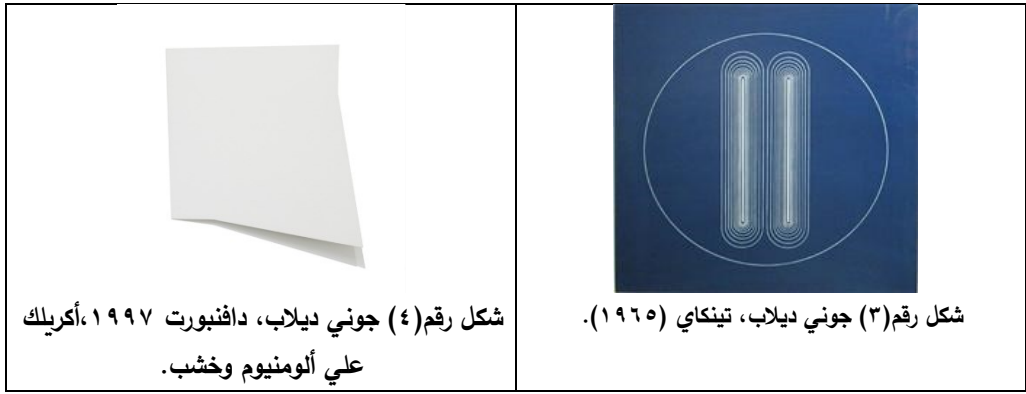 شكل رقم(٣) جوني ديلاب، تينكاي (١٩٦٥).
شكل رقم(٤) جوني ديلاب، دافنبورت ١٩٩٧،أكريلك
علي ألومنيوم وخشب.